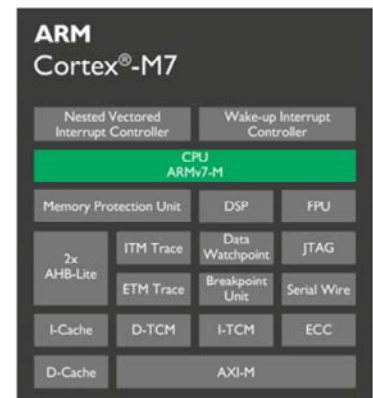 ARM
Cortex®-M7
Nested Vectored
Interrupt Controller
Wake-up Interrupt
Controller
CPU
ARMv7-M
Memory Protection Unit
DSP
FPU
2x
AHB-Lite
ITM Trace
Data
Watchpoint
JTAG
ETM Trace
Breakpoint
Unit
Serial Wire
I-Cache
D-TCM
I-TCM
ECC
D-Cache
AXI-M